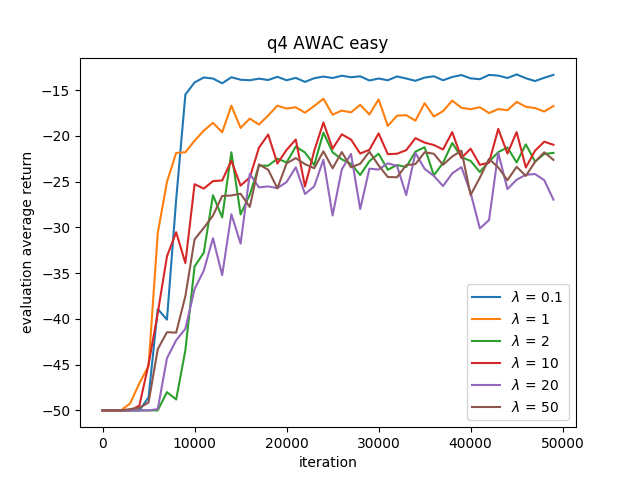 q4 AWAC easy
evaluation average return
−15
−20
−25
−30
−35
−40
−45
−50
0
10000
20000
30000
40000
50000
iteration
λ = 0.1
λ = 1
λ = 2
λ = 10
λ = 20
λ = 50